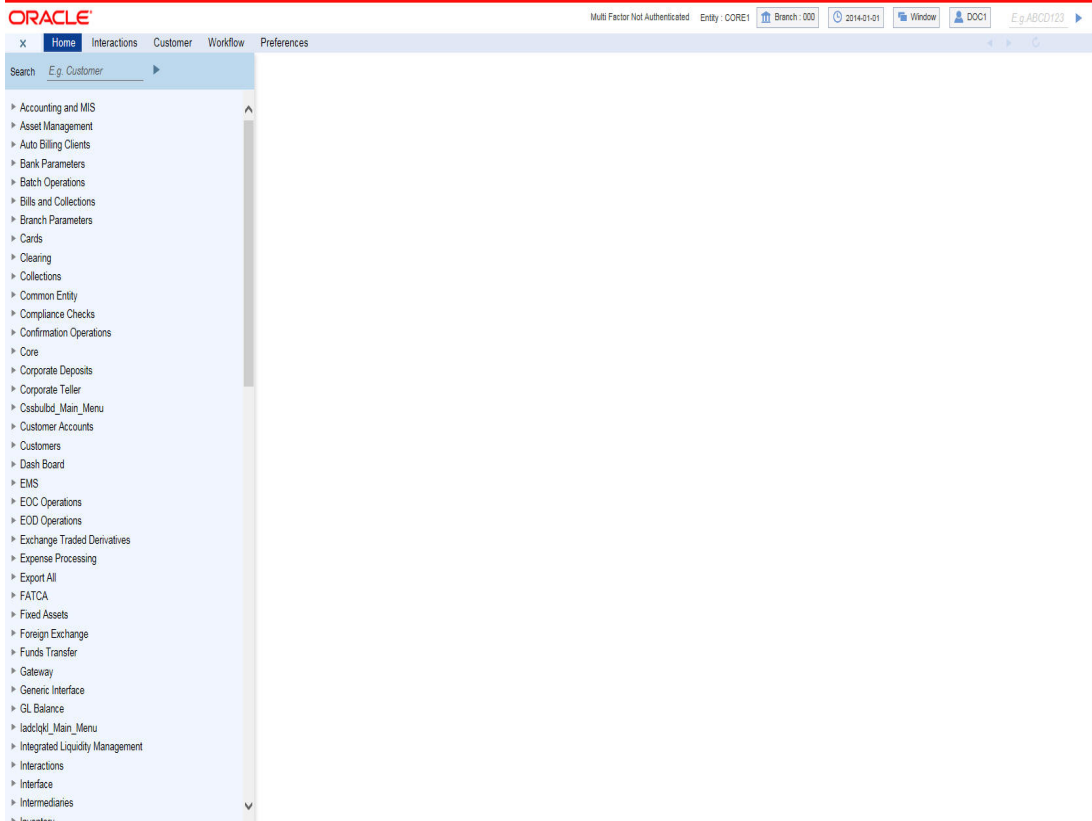 ORACLE
Multi Factor Not Authenticated Entity : CORE1 Branch : 000 2014-01-01 Window DOC1 E.g.ABCD123
x Home Interactions Customer Workflow Preferences
Search E.g. Customer
Accounting and MIS
Asset Management
Auto Billing Clients
Bank Parameters
Batch Operations
Bills and Collections
Branch Parameters
Cards
Clearing
Collections
Common Entity
Compliance Checks
Confirmation Operations
Core
Corporate Deposits
Corporate Teller
Cssbulbd_Main_Menu
Customer Accounts
Customers
Dash Board
EMS
EOC Operations
EOD Operations
Exchange Traded Derivatives
Expense Processing
Export All
FATCA
Fixed Assets
Foreign Exchange
Funds Transfer
Gateway
Generic Interface
GL Balance
Iadclqkl_Main_Menu
Integrated Liquidity Management
Interactions
Interface
Intermediaries
Inventory